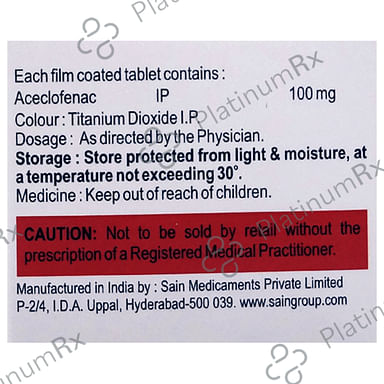 PlatinumRx
Each film coated tablet contains :
Aceclofenac IP 100 mg
Colour : Titanium Dioxide I.P.
Dosage : As directed by the Physician.
Storage : Store protected from light & moisture, at
a temperature not exceeding 30°.
Medicine : Keep out of reach of children.
CAUTION: Not to be sold by retail without the
prescription of a Registered Medical Practitioner.
Manufactured in India by : Sain Medicaments Private Limited
P-2/4, I.D.A. Uppal, Hyderabad-500 039. www.saingroup.com